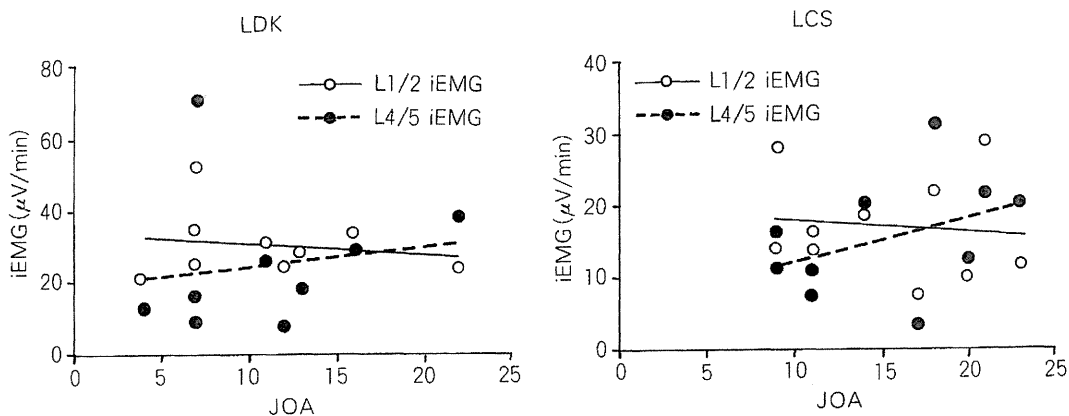 LDK
80
60
40
20
0
iEMG(μV/min)
L1/2 iEMG
L4/5 iEMG
0 5 10 15 20 25
JOA
LCS
40
30
20
10
0
iEMG(μV/min)
L1/2 iEMG
L4/5 iEMG
0 5 10 15 20 25
JOA